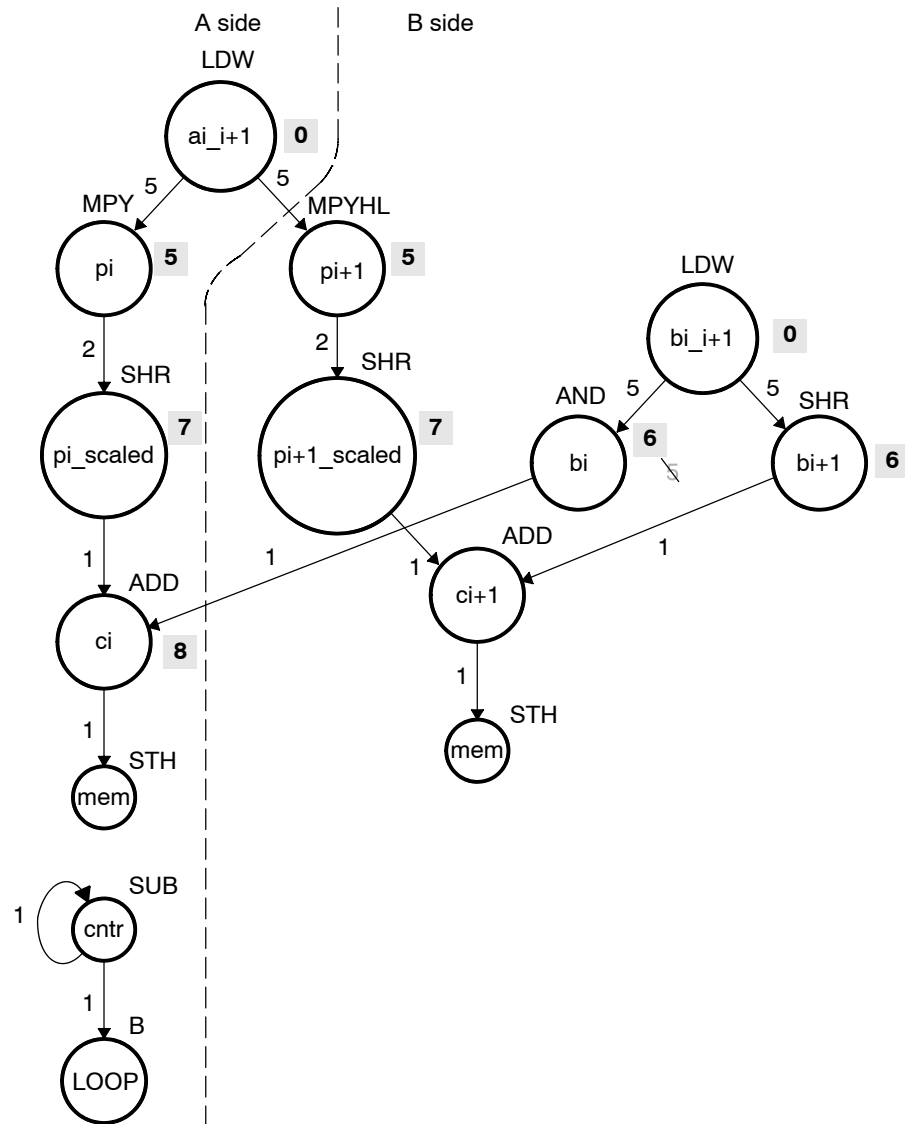 A side
B side
LDW
ai_i+1
0
5
5
MPY
MPYHL
pi
5
pi+1
5
LDW
bi_i+1
0
2
2
SHR
SHR
5
5
AND
SHR
pi_scaled
7
pi+1_scaled
7
bi
6
5
bi+1
6
1
1
1
1
ADD
ADD
ci
8
ci+1
1
1
STH
STH
mem
mem
SUB
1
cntr
1
B
LOOP